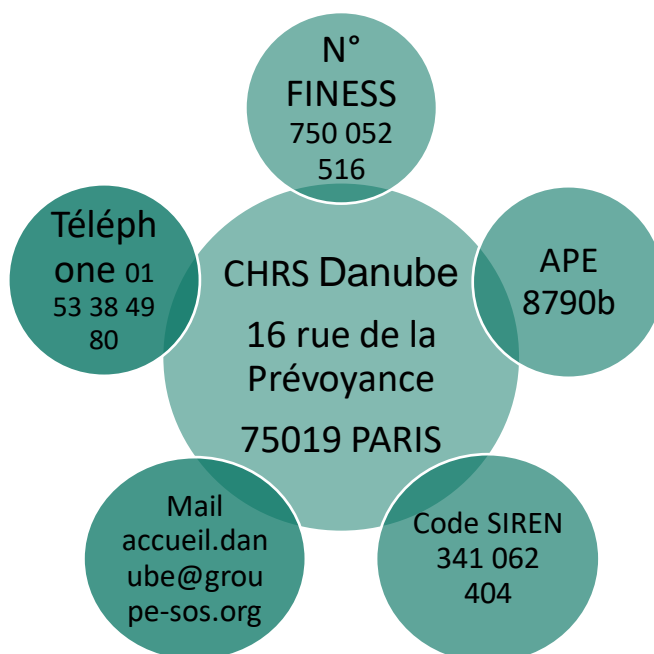 N°
FINESS
750 052
516
Téléph
one 01
53 38 49
80
CHRS Danube
16 rue de la
Prévoyance
75019 PARIS
APE
8790b
Mail
accueil.dan
ube@grou
pe-sos.org
Code SIREN
341 062
404